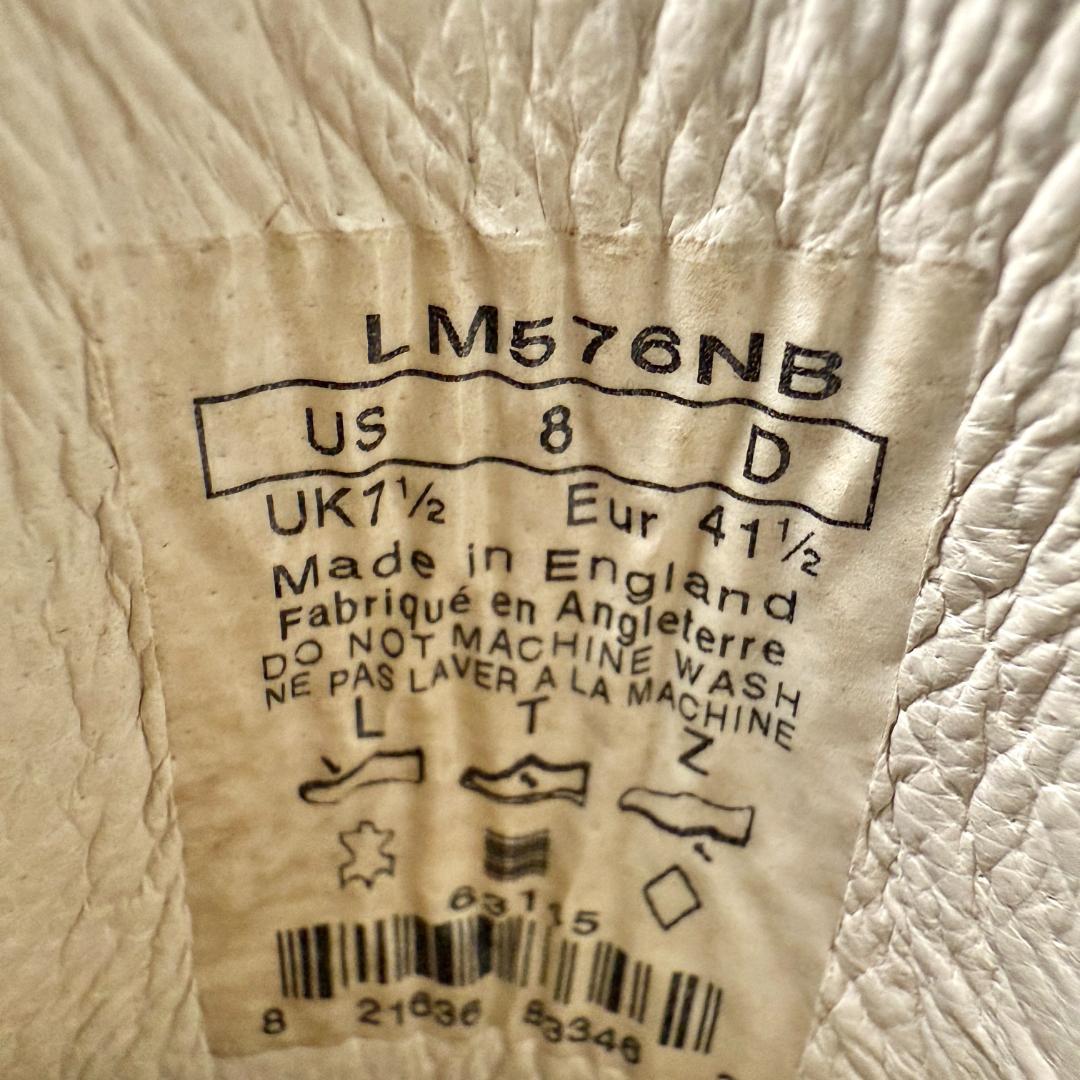 LM576NB
US 8 D
UK7½ Eur 41½
Made in England
Fabriqué en Angleterre
DO NOT MACHINE WASH
NE PAS LAVER A LA MACHINE
L T Z
63115
8 21636